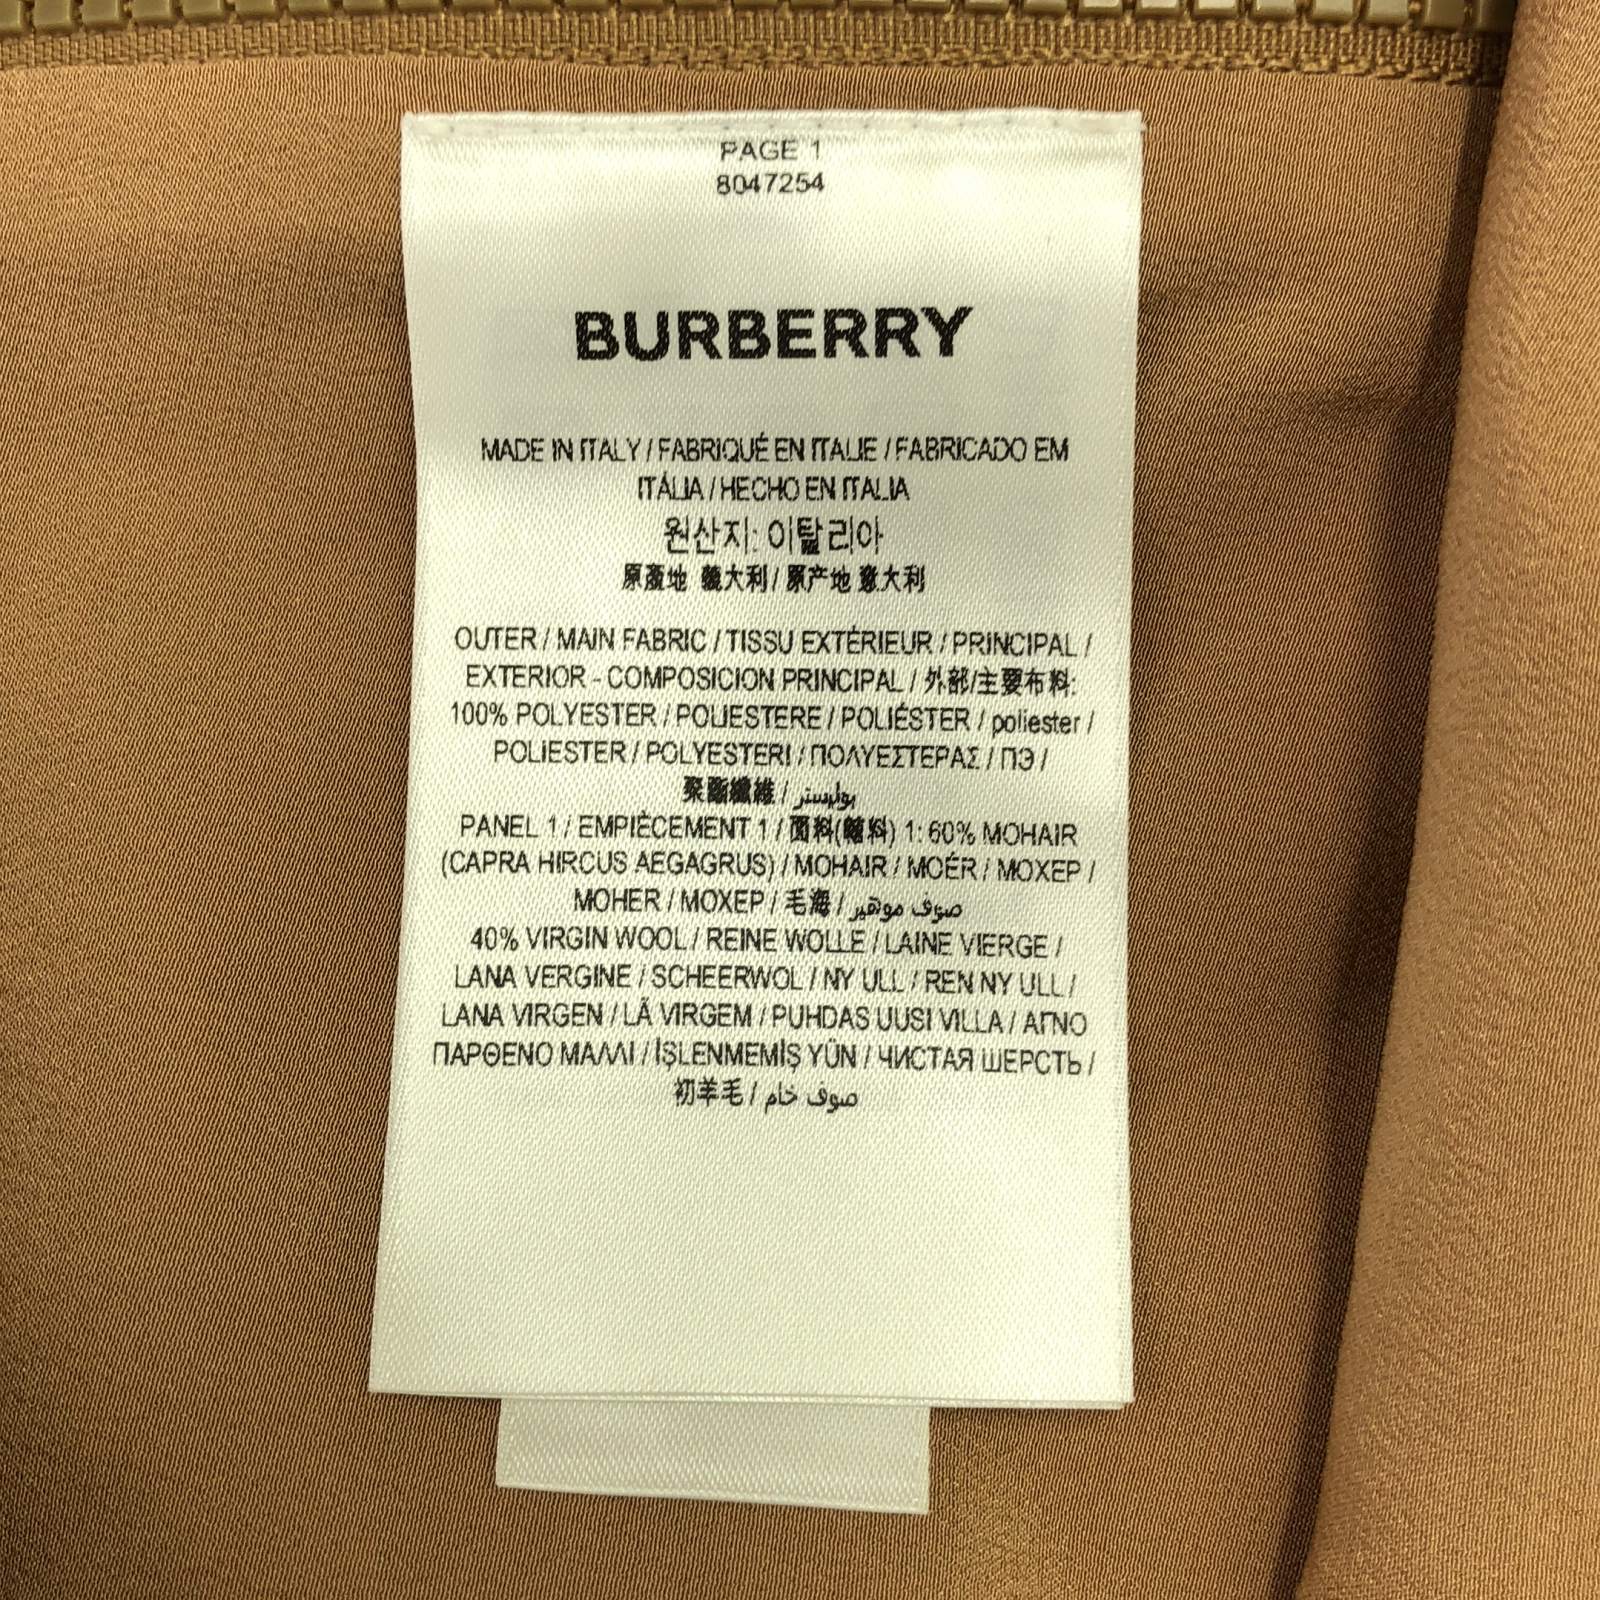 PAGE 1
8047254
BURBERRY
MADE IN ITALY / FABRIQUÉ EN ITALIE / FABRICADO EM
ITÁLIA / HECHO EN ITALIA
원산지: 이탈리아
原產地 義大利 / 原产地 意大利
OUTER / MAIN FABRIC / TISSU EXTÉRIEUR / PRINCIPAL /
EXTERIOR - COMPOSICION PRINCIPAL / 外部/主要布料:
100% POLYESTER / POLIESTERE / POLIÉSTER / poliester /
POLIESTER / POLYESTERI / ΠΟΛΥΕΣΤΕΡΑΣ / ПЭ /
聚酯纖維 / بوليستر
PANEL 1 / EMPIÈCEMENT 1 / 面料(幅料) 1: 60% MOHAIR
(CAPRA HIRCUS AEGAGRUS) / MOHAIR / MOÉR / ΜΟΧΕΡ /
MOHER / МОХЕР / 毛海 / صوف موهير
40% VIRGIN WOOL / REINE WOLLE / LAINE VIERGE /
LANA VERGINE / SCHEERWOL / NY ULL / REN NY ULL /
LANA VIRGEN / LÃ VIRGEM / PUHDAS UUSI VILLA / ΑΓΝΟ
ΠΑΡΘΕΝΟ ΜΑΛΛΙ / İŞLENMEMİŞ YÜN / ЧИСТАЯ ШЕРСТЬ /
初羊毛 / صوف خام